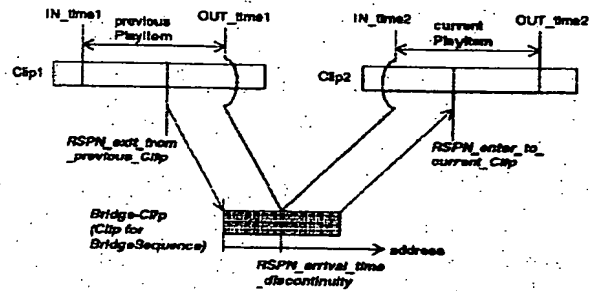 IN_time1
previous
PlayItem
OUT_time1
IN_time2
current
PlayItem
OUT_time2
Clip1
Clip2
RSPN_exit_from
_previous_Clip
RSPN_enter_to_
current_Clip
Bridge-Clip
(Clip for
BridgeSequence)
address
RSPN_arrival_time
_discontinuity